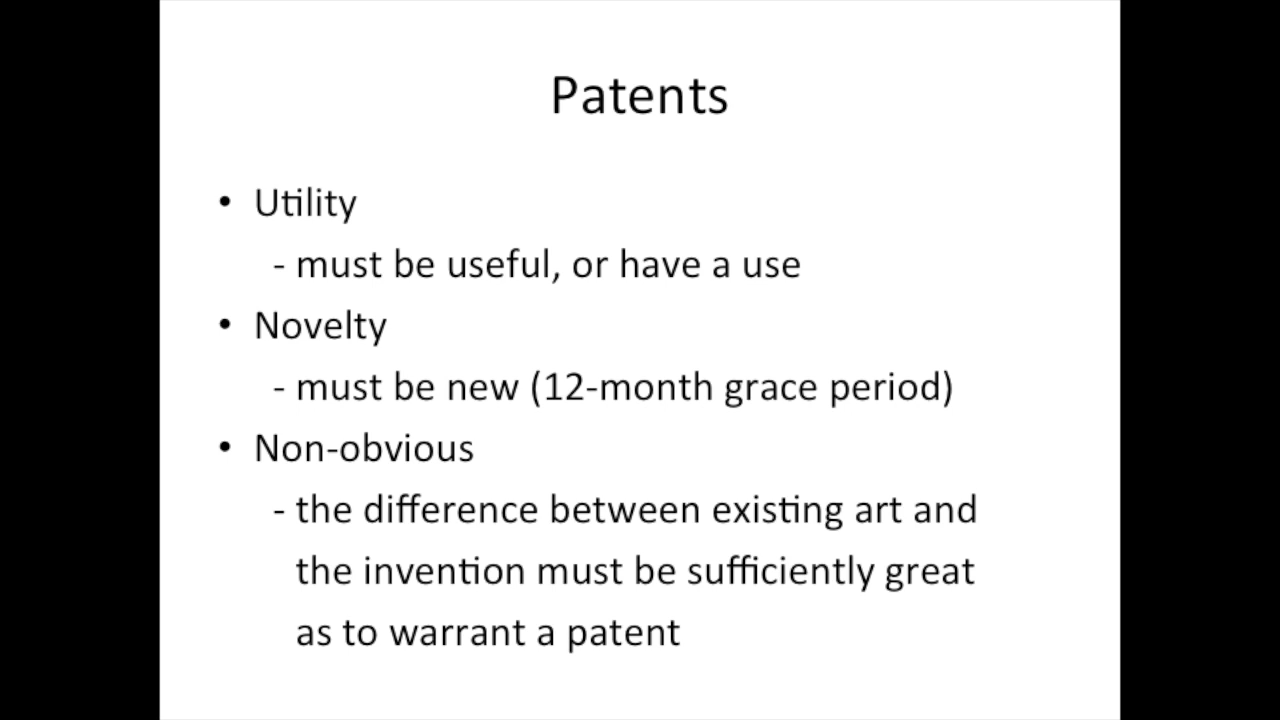 Patents
• Utility
- must be useful, or have a use
• Novelty
- must be new (12-month grace period)
• Non-obvious
- the difference between existing art and
the invention must be sufficiently great
as to warrant a patent